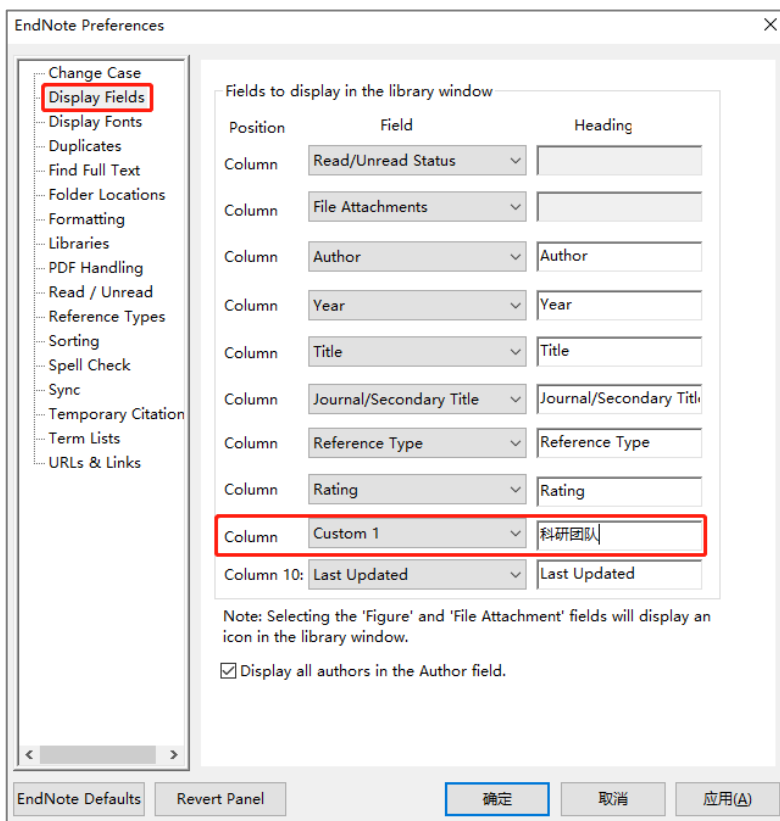 EndNote Preferences
Change Case
Display Fields
Display Fonts
Duplicates
Find Full Text
Folder Locations
Formatting
Libraries
PDF Handling
Read / Unread
Reference Types
Sorting
Spell Check
Sync
Temporary Citation
Term Lists
URLs & Links
Fields to display in the library window
Position Field Heading
Column Read/Unread Status
Column File Attachments
Column Author Author
Column Year Year
Column Title Title
Column Journal/Secondary Title Journal/Secondary Titl
Column Reference Type Reference Type
Column Rating Rating
Column Custom 1 科研团队
Column 10: Last Updated Last Updated
Note: Selecting the 'Figure' and 'File Attachment' fields will display an
icon in the library window.
Display all authors in the Author field.
EndNote Defaults Revert Panel 确定 取消 应用(A)